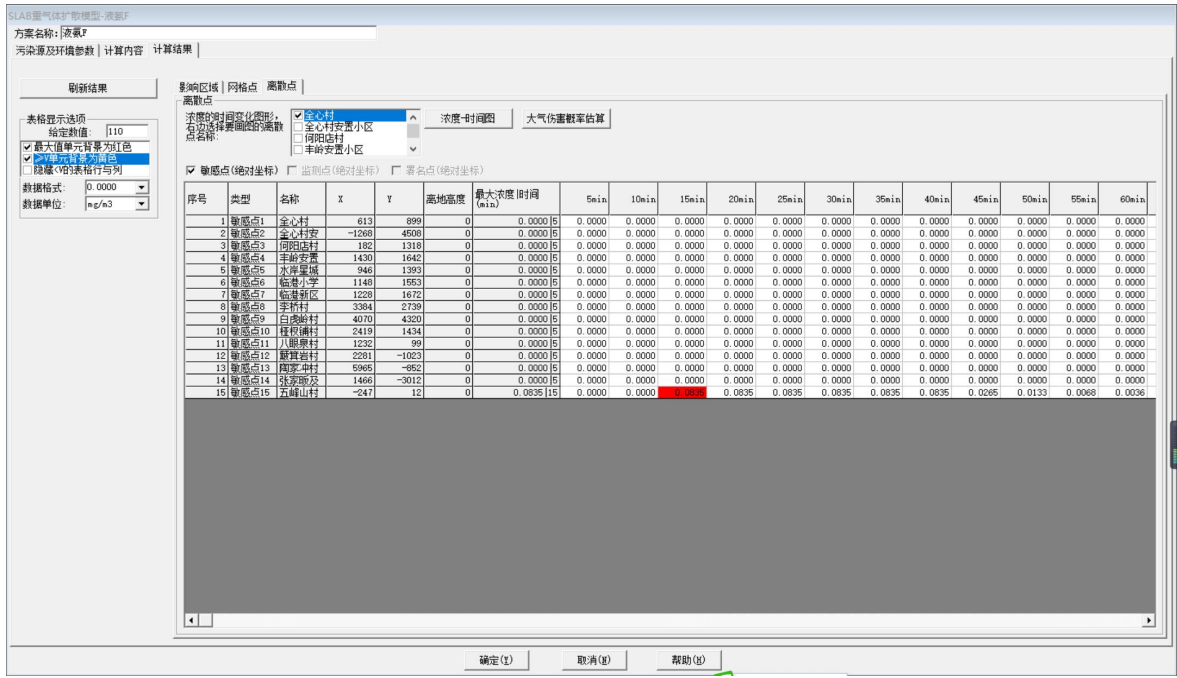 SLAB重气体扩散模型-液氨F
方案名称: 液氨F
污染源及环境参数 计算内容 计算结果
刷新结果
表格显示选项
给定数值: 110
最大值单元背景为红色
≥V单元背景为黄色
隐藏<V的表格行与列
数据格式: 0.0000
数据单位: mg/m3
影响区域 网格点 离散点
离散点
浓度的时间变化图形,
右边选择要画图的离散
点名称:
全心村
全心村安置小区
伺阳店村
丰岭安置小区
浓度-时间图 大气伤害概率估算
敏感点(绝对坐标) 监测点(绝对坐标) 署名点(绝对坐标)
序号 类型 名称 X Y 离地高度 最大浓度|时间(min) 5min 10min 15min 20min 25min 30min 35min 40min 45min 50min 55min 60min
1 敏感点1 全心村 613 899 0 0.0000|5 0.0000 0.0000 0.0000 0.0000 0.0000 0.0000 0.0000 0.0000 0.0000 0.0000 0.0000 0.0000
2 敏感点2 全心村安 -1268 4508 0 0.0000|5 0.0000 0.0000 0.0000 0.0000 0.0000 0.0000 0.0000 0.0000 0.0000 0.0000 0.0000 0.0000
3 敏感点3 伺阳店村 182 1318 0 0.0000|5 0.0000 0.0000 0.0000 0.0000 0.0000 0.0000 0.0000 0.0000 0.0000 0.0000 0.0000 0.0000
4 敏感点4 丰岭安置 1430 1642 0 0.0000|5 0.0000 0.0000 0.0000 0.0000 0.0000 0.0000 0.0000 0.0000 0.0000 0.0000 0.0000 0.0000
5 敏感点5 水岸星城 946 1393 0 0.0000|5 0.0000 0.0000 0.0000 0.0000 0.0000 0.0000 0.0000 0.0000 0.0000 0.0000 0.0000 0.0000
6 敏感点6 临港小学 1148 1553 0 0.0000|5 0.0000 0.0000 0.0000 0.0000 0.0000 0.0000 0.0000 0.0000 0.0000 0.0000 0.0000 0.0000
7 敏感点7 临港新区 1228 1672 0 0.0000|5 0.0000 0.0000 0.0000 0.0000 0.0000 0.0000 0.0000 0.0000 0.0000 0.0000 0.0000 0.0000
8 敏感点8 李桥村 3384 2739 0 0.0000|5 0.0000 0.0000 0.0000 0.0000 0.0000 0.0000 0.0000 0.0000 0.0000 0.0000 0.0000 0.0000
9 敏感点9 白虎岭村 4070 4320 0 0.0000|5 0.0000 0.0000 0.0000 0.0000 0.0000 0.0000 0.0000 0.0000 0.0000 0.0000 0.0000 0.0000
10 敏感点10 2419 1434 0 0.0000|5 0.0000 0.0000 0.0000 0.0000 0.0000 0.0000 0.0000 0.0000 0.0000 0.0000 0.0000 0.0000
11 敏感点11 八眼泉村 1232 99 0 0.0000|5 0.0000 0.0000 0.0000 0.0000 0.0000 0.0000 0.0000 0.0000 0.0000 0.0000 0.0000 0.0000
12 敏感点12 2281 -1023 0 0.0000|5 0.0000 0.0000 0.0000 0.0000 0.0000 0.0000 0.0000 0.0000 0.0000 0.0000 0.0000 0.0000
13 敏感点13 陶家冲村 5965 -852 0 0.0000|5 0.0000 0.0000 0.0000 0.0000 0.0000 0.0000 0.0000 0.0000 0.0000 0.0000 0.0000 0.0000
14 敏感点14 张家畈及 1466 -3012 0 0.0000|5 0.0000 0.0000 0.0000 0.0000 0.0000 0.0000 0.0000 0.0000 0.0000 0.0000 0.0000 0.0000
15 敏感点15 五峰山村 -247 12 0 0.0835|15 0.0000 0.0000 0.0835 0.0835 0.0835 0.0835 0.0835 0.0835 0.0265 0.0133 0.0068 0.0036
确定(Y) 取消(N) 帮助(H)